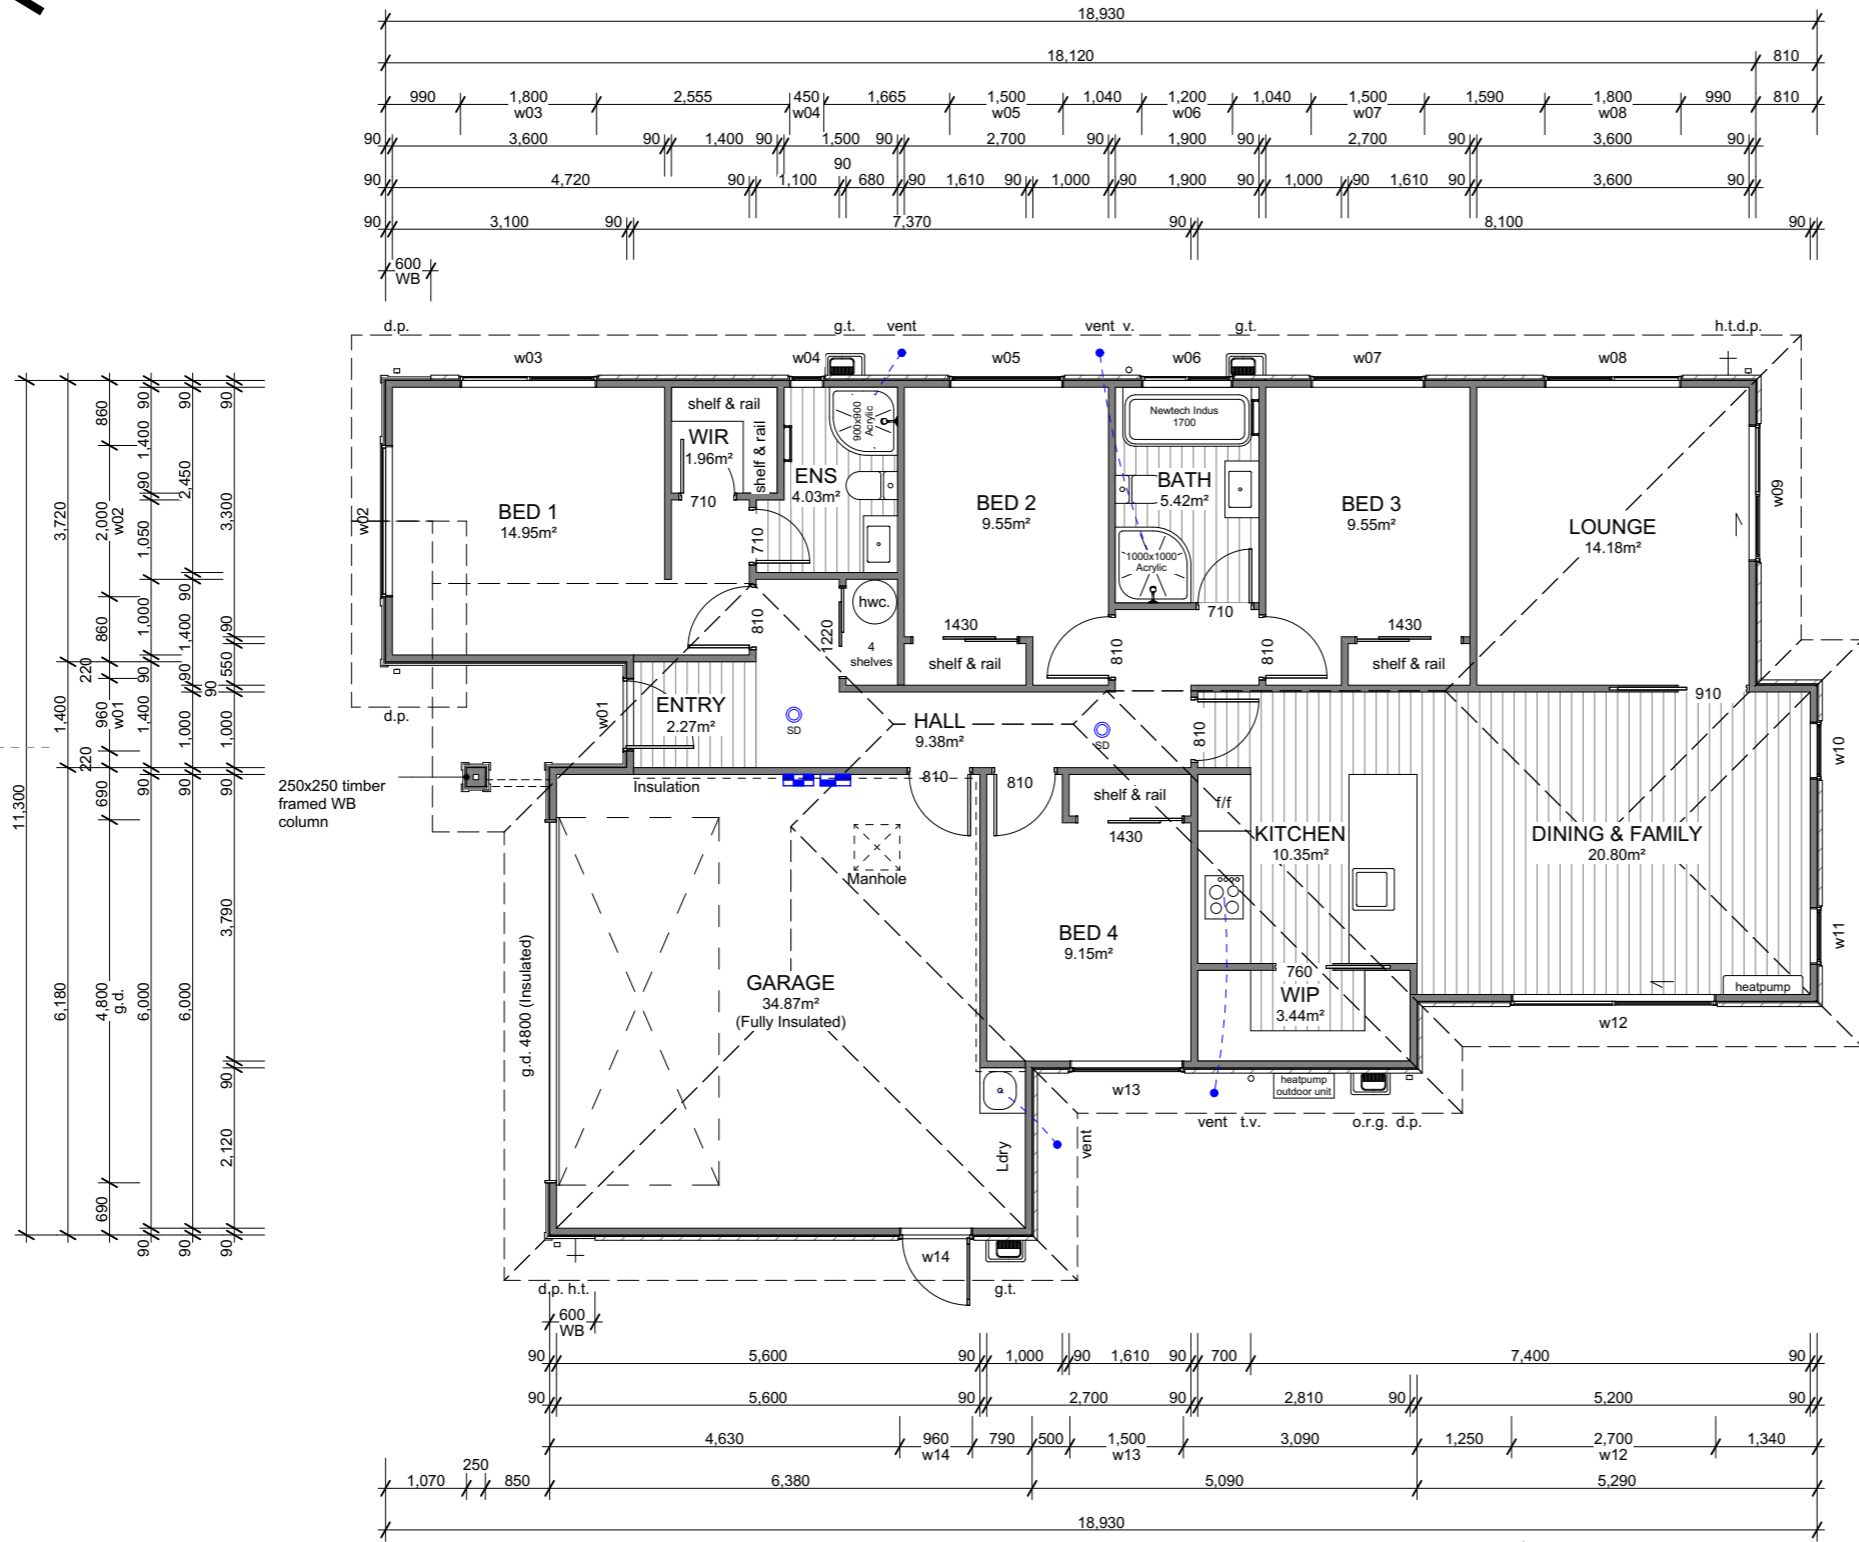 18,930
18,120 810
990 1,800 2,555 450 1,665 1,500 1,040 1,200 1,040 1,500 1,590 1,800 990 810
w03 w04 w05 w06 w07 w08
90 3,600 90 1,400 90 1,500 90 2,700 90 1,900 90 2,700 90 3,600 90
90
90 4,720 90 1,100 680 90 1,610 90 1,000 90 1,900 90 1,000 90 1,610 90 3,600 90
90 3,100 90 7,370 90 8,100 90
600
WB
d.p. g.t. vent vent v. g.t. h.t.d.p.
w03 w04 w05 w06 w07 w08
11,300
3,720 1,400 6,180
860 2,000 860 220 960 220 690 4,800 690
w02 w01 g.d.
90 1,400 90 1,050 1,000 90 1,400 90 6,000 90
90 2,450 90 1,400 90 90 1,000 90 6,000 90
90 3,300 90 550 90 1,000 90 3,790 90 2,120 90
w02
BED 1
14.95m²
shelf & rail
WIR
1.96m²
shelf & rail
710
ENS
4.03m²
900x900
Acrylic
710
BED 2
9.55m²
Newtech Indus
1700
BATH
5.42m²
1000x1000
Acrylic
710
BED 3
9.55m²
LOUNGE
14.18m²
w09
810
1220
hwc.
4
shelves
1430
shelf & rail
810
810
1430
shelf & rail
910
d.p.
w01
ENTRY
2.27m²
SD
HALL
9.38m²
SD
810
w10
250x250 timber
framed WB
column
Insulation
810
810
shelf & rail
1430
f/f
KITCHEN
10.35m²
DINING & FAMILY
20.80m²
Manhole
g.d. 4800 (Insulated)
GARAGE
34.87m²
(Fully Insulated)
BED 4
9.15m²
760
WIP
3.44m²
w11
heatpump
w12
w13
heatpump
outdoor unit
vent t.v. o.r.g. d.p.
Ldry
vent
w14
d.p. h.t. g.t.
600
WB
90 5,600 90 1,000 90 1,610 90 700 7,400 90
90 5,600 90 2,700 90 2,810 90 5,200 90
4,630 960 790 500 1,500 3,090 1,250 2,700 1,340
w14 w13 w12
1,070 250 850 6,380 5,090 5,290
18,930